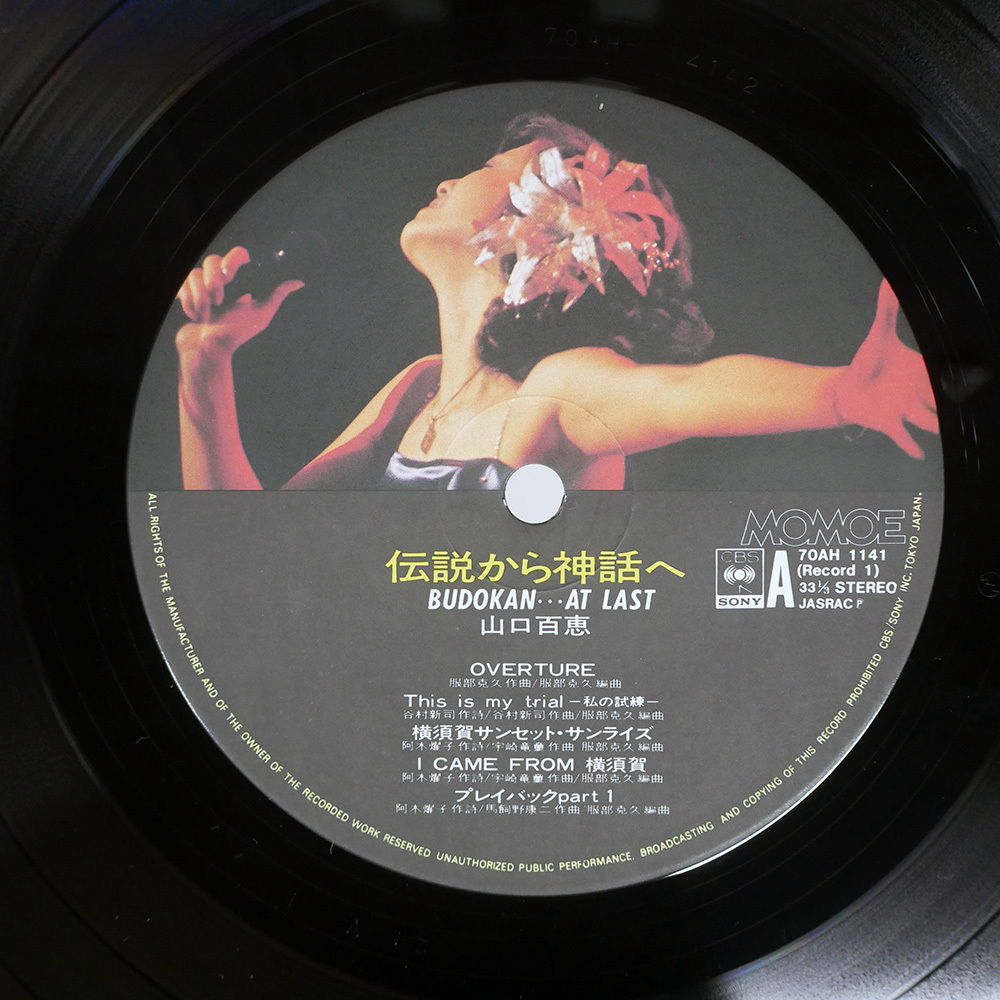 70AH- 1142
MOMOE
CBS
SONY
A
70AH 1141
(Record 1)
33⅓ STEREO
JASRAC P
伝説から神話へ
BUDOKAN…AT LAST
山口百恵
OVERTURE
服部克久作曲/服部克久編曲
This is my trial −私の試練−
谷村新司作詩/谷村新司作曲/服部克久編曲
横須賀サンセット・サンライズ
阿木燿子作詩/宇崎竜童作曲 服部克久編曲
I CAME FROM 横須賀
阿木燿子作詩/宇崎竜童作曲 服部克久編曲
プレイバックpart 1
阿木燿子作詩/馬飼野康二作曲/服部克久編曲
ALL RIGHTS OF THE MANUFACTURER AND OF THE OWNER OF THE RECORDED WORK RESERVED UNAUTHORIZED PUBLIC PERFORMANCE. BROADCASTING AND COPYING OF THIS RECORD PROHIBITED CBS/SONY INC. TOKYO JAPAN.